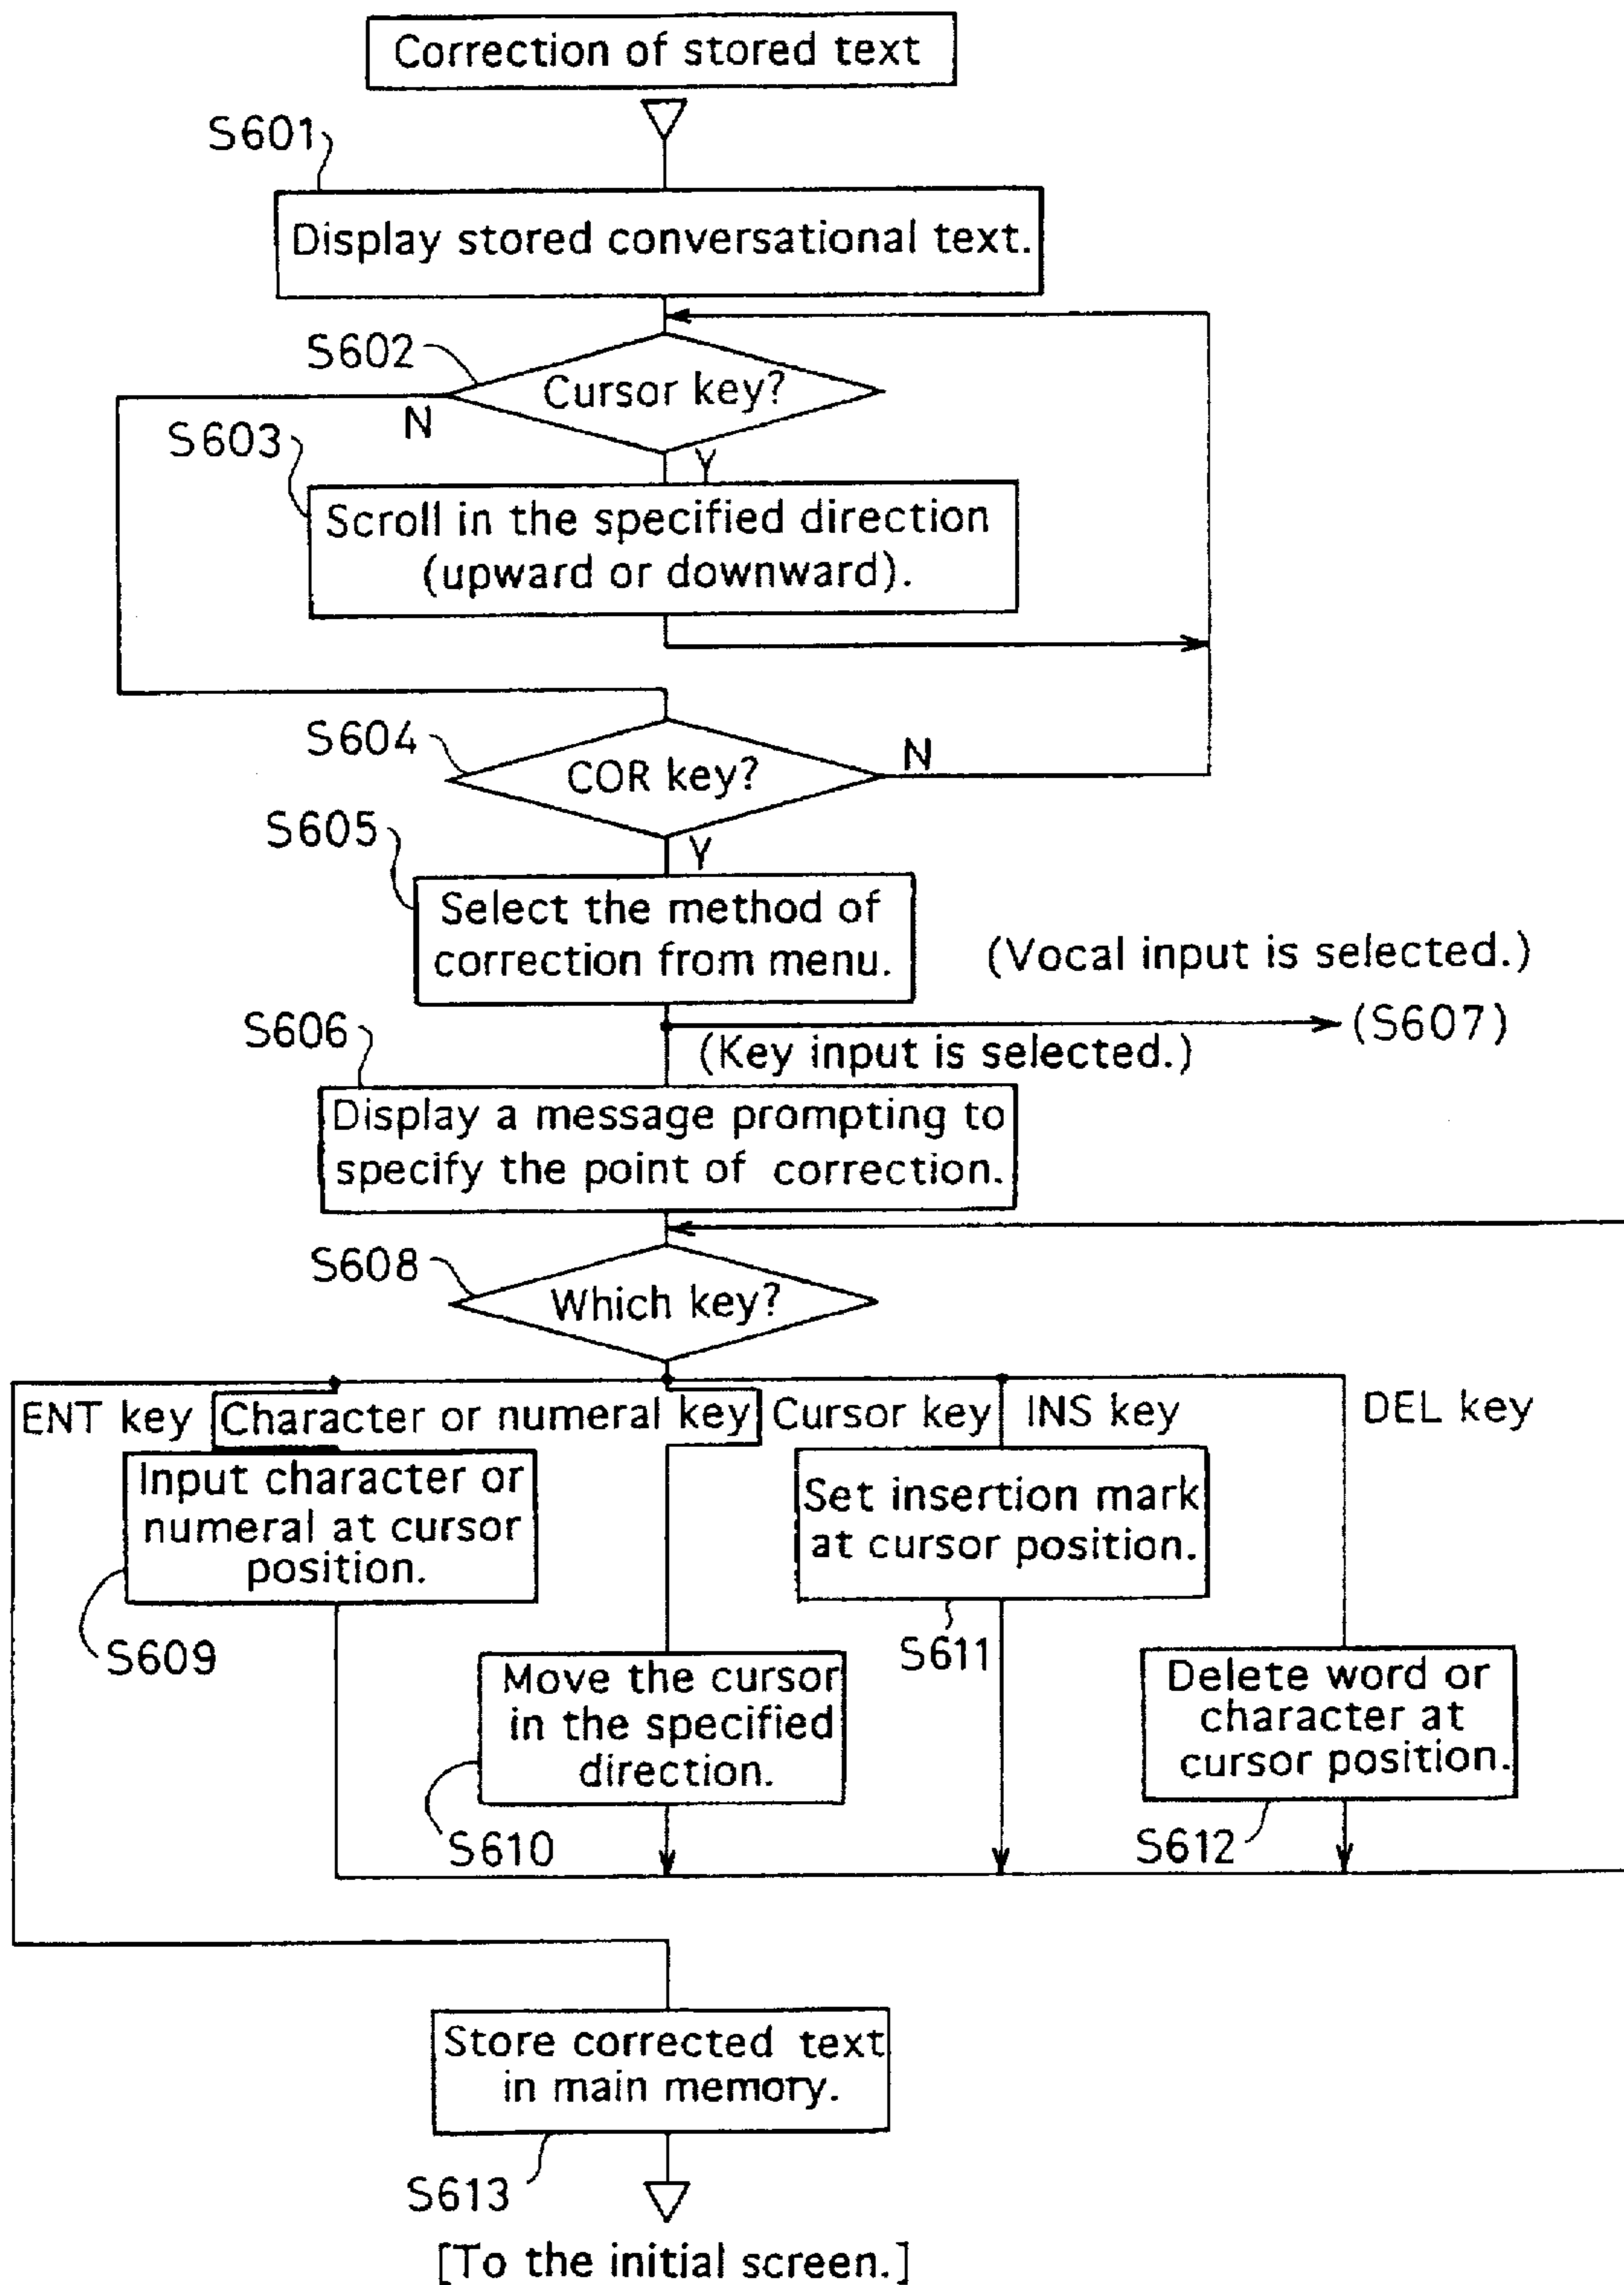 Correction of stored text
S601
Display stored conversational text.
S602
Cursor key?
N
S603
Y
Scroll in the specified direction
(upward or downward).
S604
COR key?
N
S605
Y
Select the method of
correction from menu.
(Vocal input is selected.)
S606
(S607)
(Key input is selected.)
Display a message prompting to
specify the point of correction.
S608
Which key?
ENT key
Character or numeral key
Cursor key
INS key
DEL key
Input character or
numeral at cursor
position.
S609
Set insertion mark
at cursor position.
S611
Move the cursor
in the specified
direction.
S610
Delete word or
character at
cursor position.
S612
Store corrected text
in main memory.
S613
[To the initial screen.]